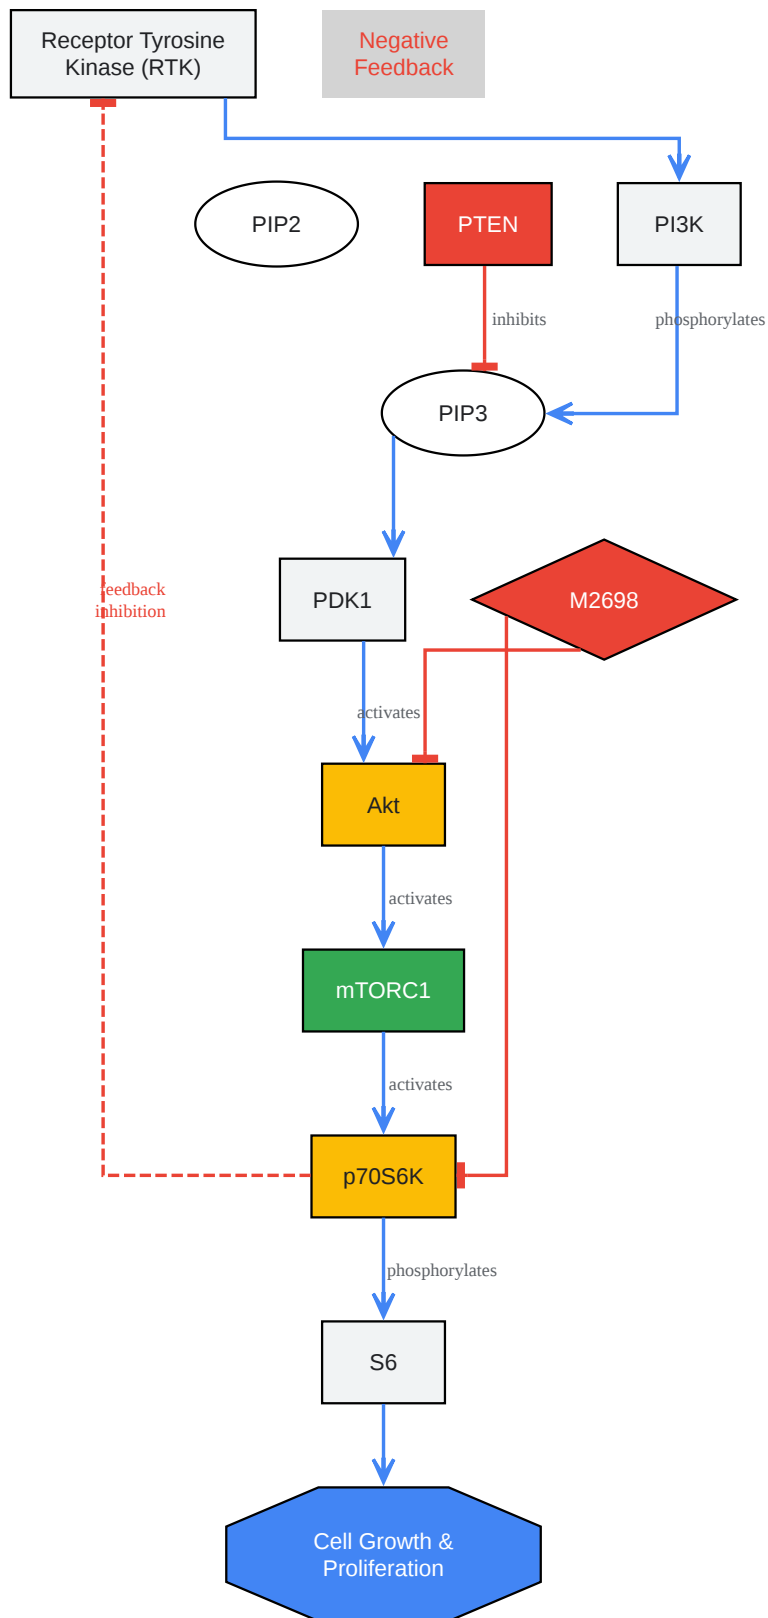 Receptor Tyrosine
Kinase (RTK)
Negative
Feedback
PIP2
PTEN
PI3K
inhibits
phosphorylates
PIP3
feedback
inhibition
PDK1
M2698
activates
Akt
activates
mTORC1
activates
p70S6K
phosphorylates
S6
Cell Growth &
Proliferation